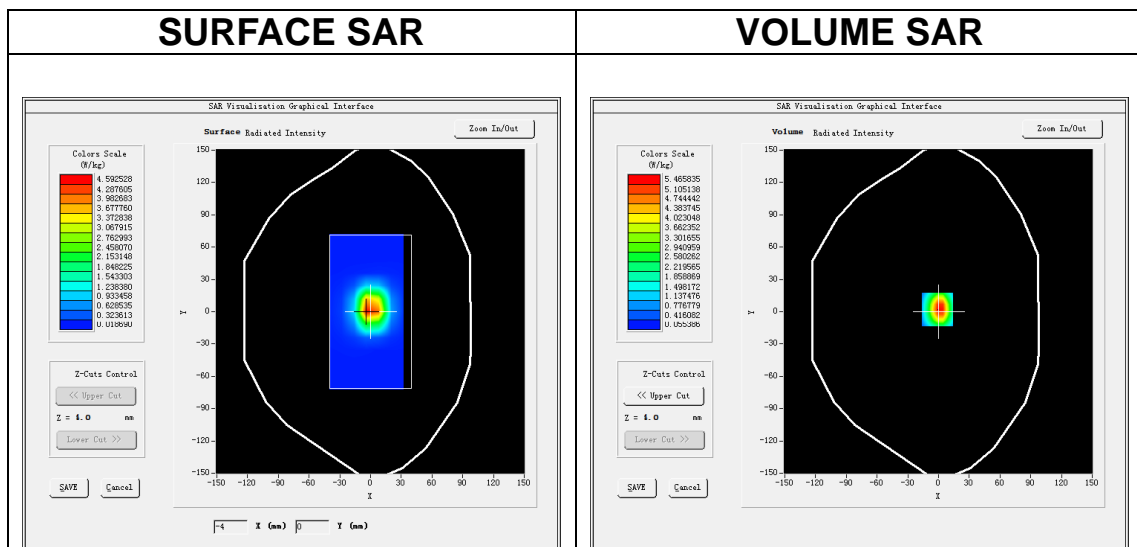 SURFACE SAR
VOLUME SAR
SAR Visualisation Graphical Interface
Surface Radiated Intensity
Zoom In/Out
Colors Scale
(W/kg)
4.592528
4.287605
3.982683
3.677760
3.372838
3.067915
2.762993
2.458070
2.153148
1.848225
1.543303
1.238380
0.933458
0.628535
0.323613
0.018690
150
120
90
60
30
0
-30
-60
-90
-120
-150
Y
-150 -120 -90 -60 -30 0 30 60 90 120 150
X
Z-Cuts Control
<< Upper Cut
Z = 4.0 mm
Lower Cut >>
SAVE Cancel
-4 X (mm) 0 Y (mm)
SAR Visualisation Graphical Interface
Volume Radiated Intensity
Zoom In/Out
Colors Scale
(W/kg)
5.465835
5.105138
4.744442
4.383745
4.023048
3.662352
3.301655
2.940959
2.580262
2.219565
1.858869
1.498172
1.137476
0.776779
0.416082
0.055386
150
120
90
60
30
0
-30
-60
-90
-120
-150
Y
-150 -120 -90 -60 -30 0 30 60 90 120 150
X
Z-Cuts Control
<< Upper Cut
Z = 4.0 mm
Lower Cut >>
SAVE Cancel